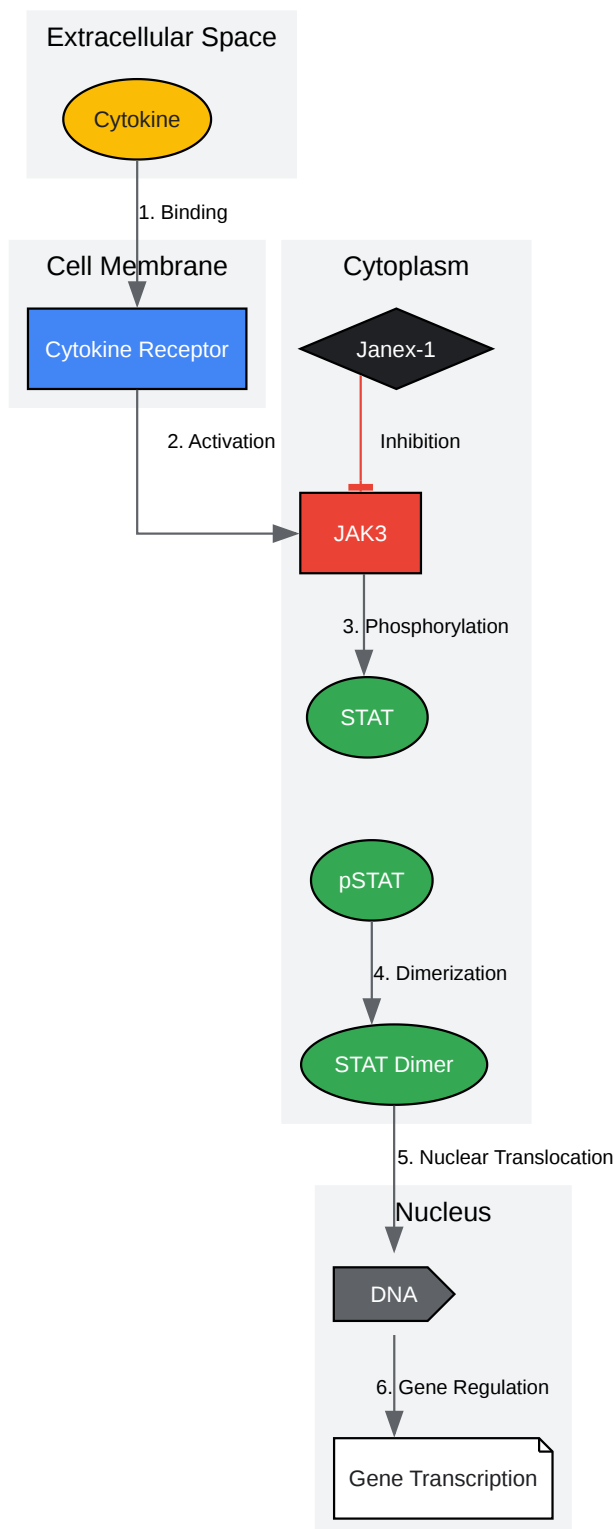 Extracellular Space
Cytokine
1. Binding
Cell Membrane
Cytoplasm
Cytokine Receptor
Janex-1
2. Activation
Inhibition
JAK3
3. Phosphorylation
STAT
pSTAT
4. Dimerization
STAT Dimer
5. Nuclear Translocation
Nucleus
DNA
6. Gene Regulation
Gene Transcription